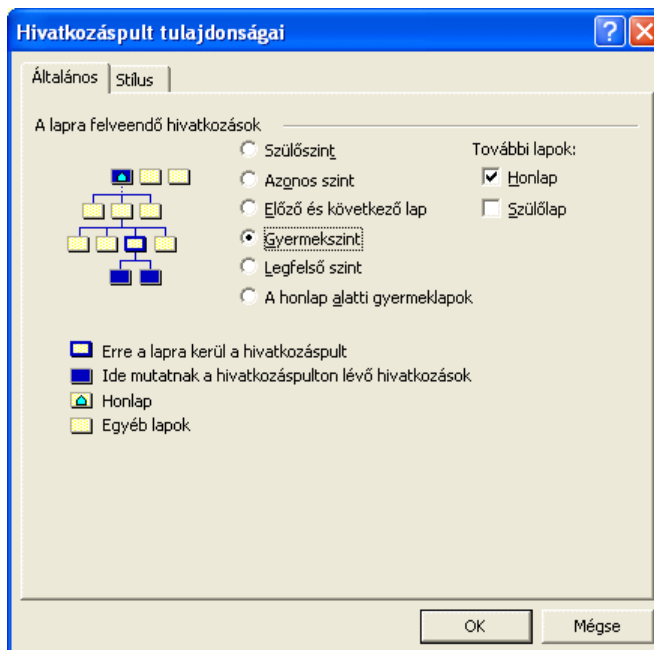 Hivatkozáspult tulajdonságai
Általános
Stílus
A lapra felveendő hivatkozások
Szülőszint
Azonos szint
Előző és következő lap
Gyermekszint
Legfelső szint
A honlap alatti gyermeklapok
További lapok:
Honlap
Szülőlap
Erre a lapra kerül a hivatkozáspult
Ide mutatnak a hivatkozáspulton lévő hivatkozások
Honlap
Egyéb lapok
OK
Mégse